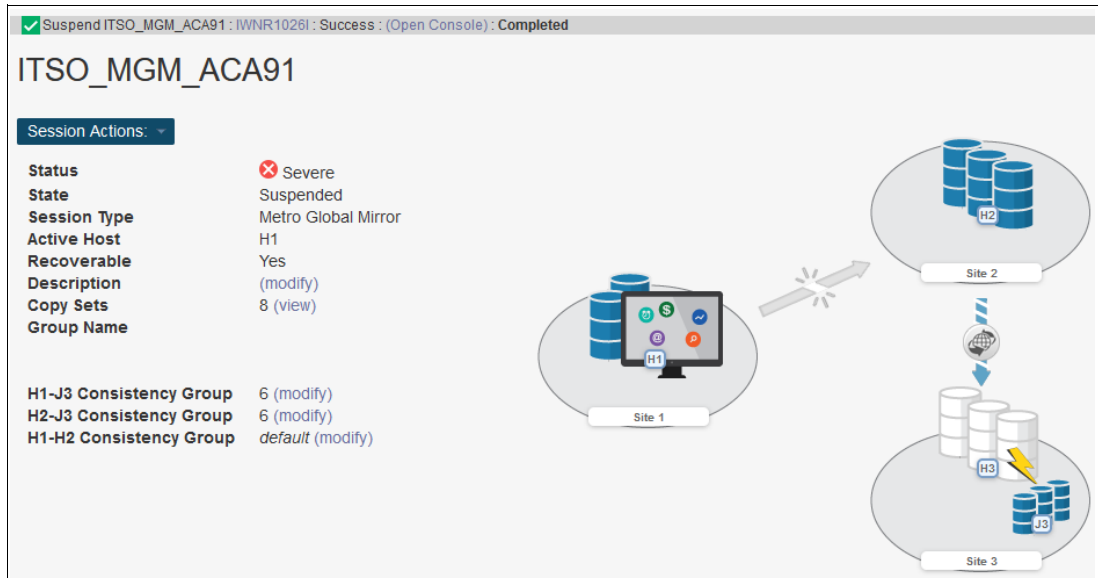 Suspend ITSO_MGM_ACA91 : IWNR1026I : Success : (Open Console) : Completed
ITSO_MGM_ACA91
Session Actions:
Status Severe
State Suspended
Session Type Metro Global Mirror
Active Host H1
Recoverable Yes
Description (modify)
Copy Sets 8 (view)
Group Name
H1-J3 Consistency Group 6 (modify)
H2-J3 Consistency Group 6 (modify)
H1-H2 Consistency Group default (modify)
H2
Site 2
H1
Site 1
H3
J3
Site 3